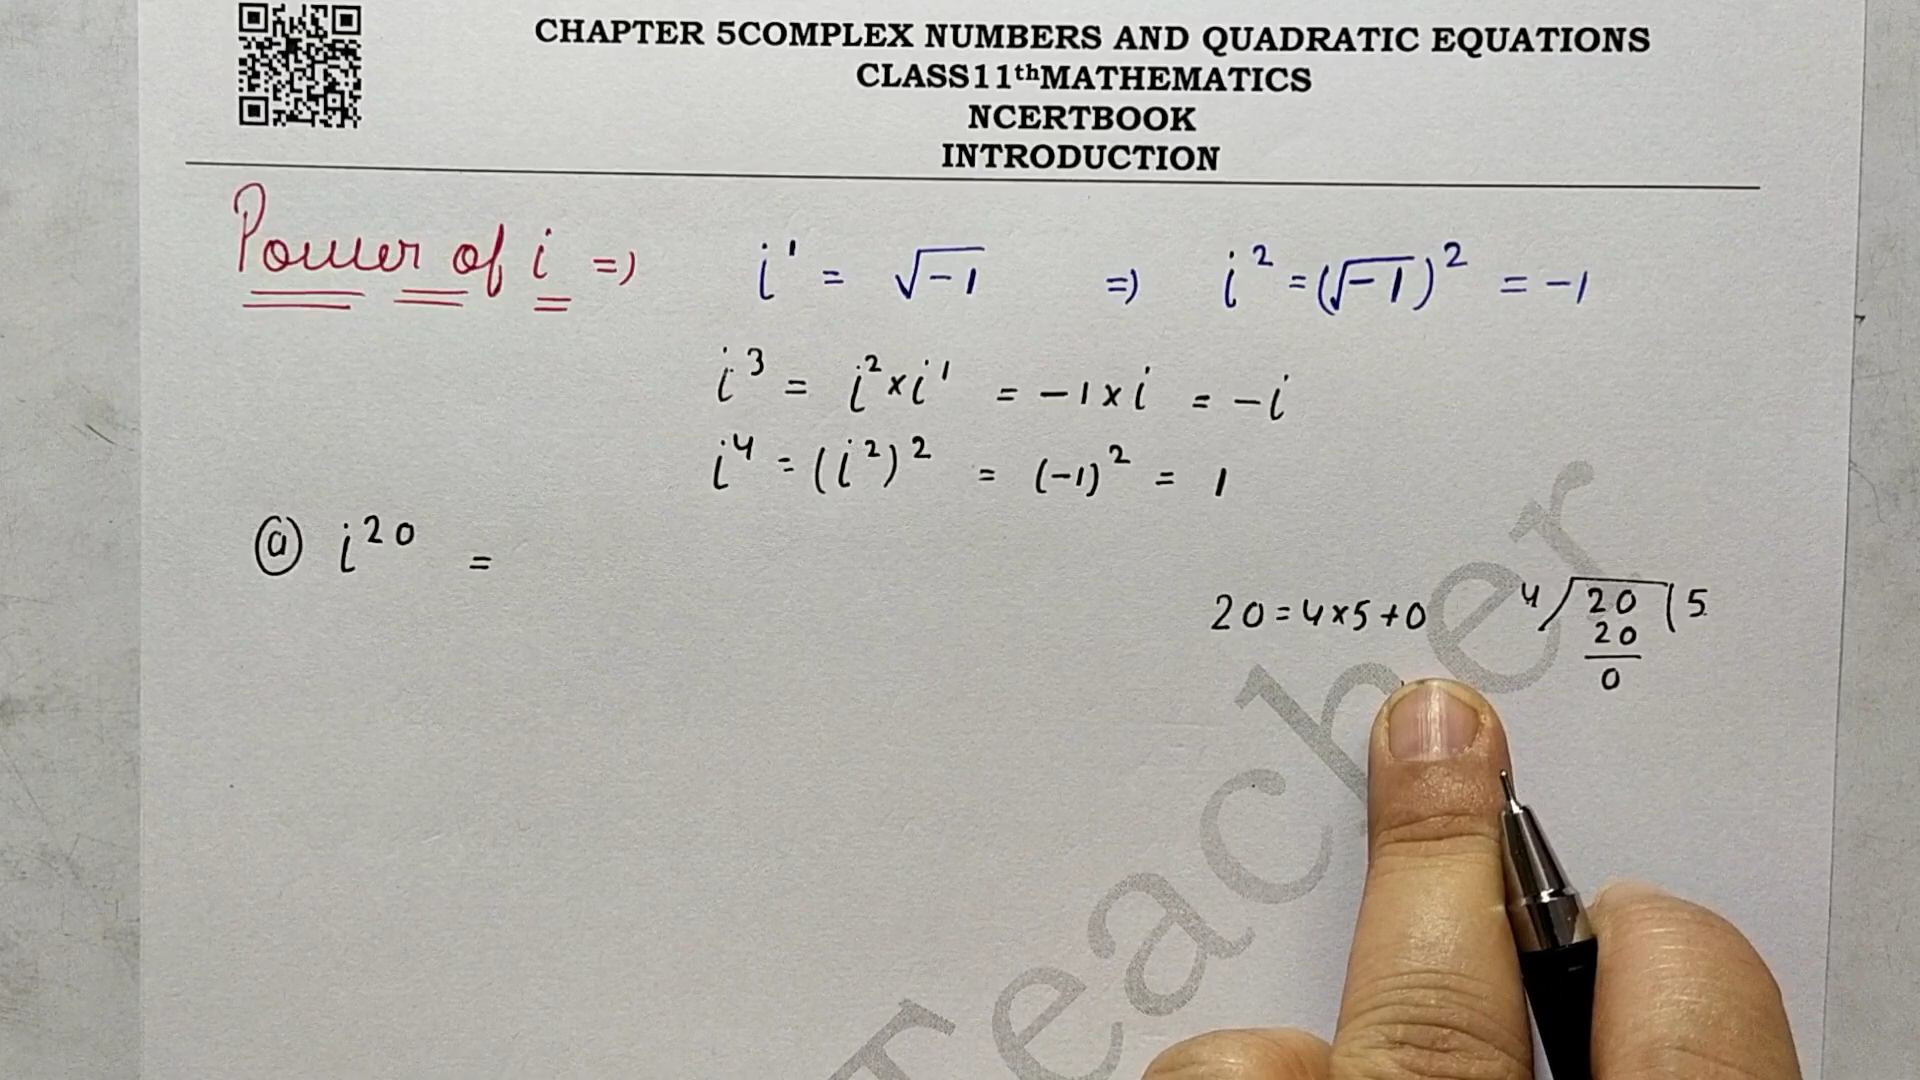 CHAPTER 5COMPLEX NUMBERS AND QUADRATIC EQUATIONS
CLASS11thMATHEMATICS
NCERTBOOK
INTRODUCTION
Power of i => i¹ = √-1 => i² = (√-1)² = -1
i³ = i² × i¹ = -1 × i = -i
i⁴ = (i²)² = (-1)² = 1
ⓐ i²⁰ =
20 = 4×5+0 4 ) 20 ( 5
20
0
Teacher